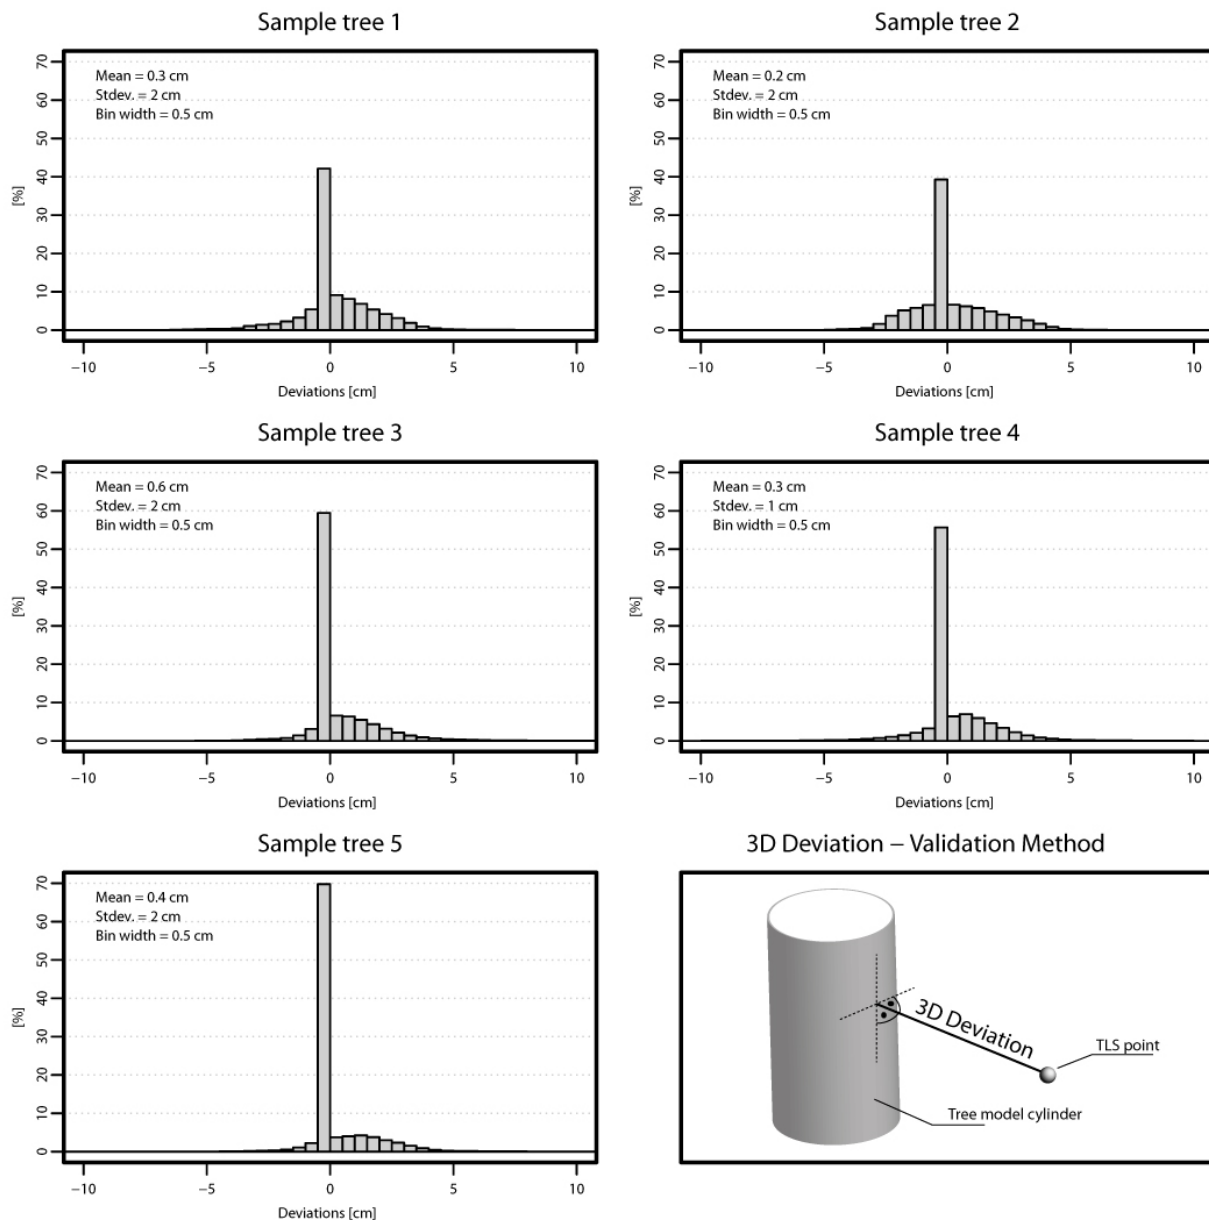 Sample tree 1
Mean = 0.3 cm
Stdev. = 2 cm
Bin width = 0.5 cm
[%]
70
60
50
40
30
20
10
0
−10 −5 0 5 10
Deviations [cm]
Sample tree 2
Mean = 0.2 cm
Stdev. = 2 cm
Bin width = 0.5 cm
[%]
70
60
50
40
30
20
10
0
−10 −5 0 5 10
Deviations [cm]
Sample tree 3
Mean = 0.6 cm
Stdev. = 2 cm
Bin width = 0.5 cm
[%]
70
60
50
40
30
20
10
0
−10 −5 0 5 10
Deviations [cm]
Sample tree 4
Mean = 0.3 cm
Stdev. = 1 cm
Bin width = 0.5 cm
[%]
70
60
50
40
30
20
10
0
−10 −5 0 5 10
Deviations [cm]
Sample tree 5
Mean = 0.4 cm
Stdev. = 2 cm
Bin width = 0.5 cm
[%]
70
60
50
40
30
20
10
0
−10 −5 0 5 10
Deviations [cm]
3D Deviation – Validation Method
3D Deviation
TLS point
Tree model cylinder